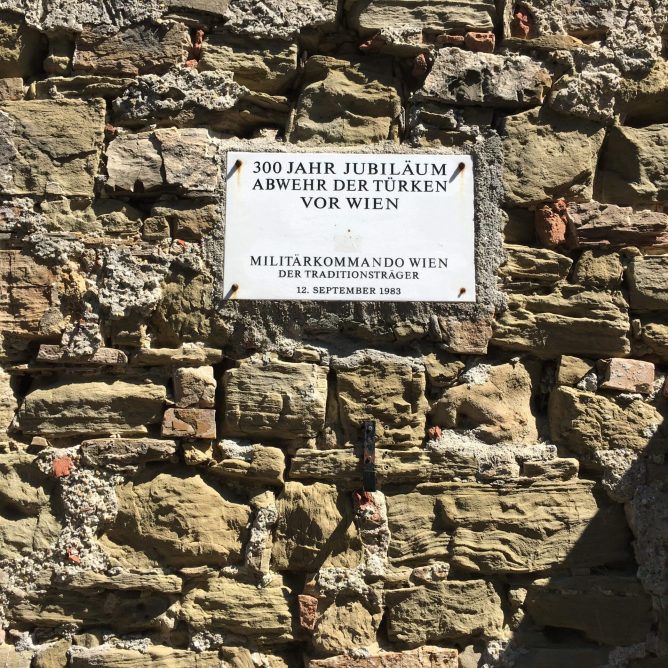 300 JAHR JUBILÄUM
ABWEHR DER TÜRKEN
VOR WIEN
MILITÄRKOMMANDO WIEN
DER TRADITIONSTRÄGER
12. SEPTEMBER 1983